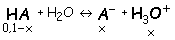 HA + H₂O ↔ A⁻ + H₃O⁺
0,1-x x x